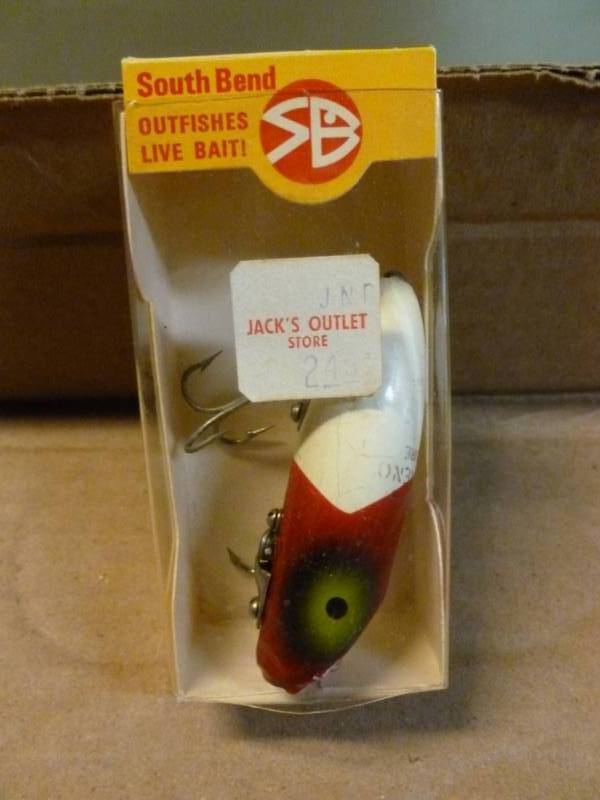 South Bend
OUTFISHES
LIVE BAIT!
SB
JACK'S OUTLET
STORE